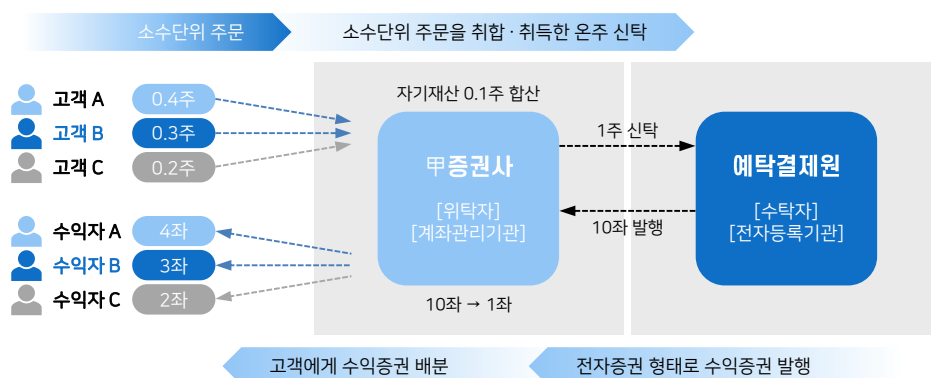 소수단위 주문
소수단위 주문을 취합 · 취득한 온주 신탁
자기재산 0.1주 합산
고객 A 0.4주
고객 B 0.3주
고객 C 0.2주
甲증권사
[위탁자]
[계좌관리기관]
1주 신탁
10좌 발행
예탁결제원
[수탁자]
[전자등록기관]
수익자 A 4좌
수익자 B 3좌
수익자 C 2좌
10좌 → 1좌
고객에게 수익증권 배분
전자증권 형태로 수익증권 발행